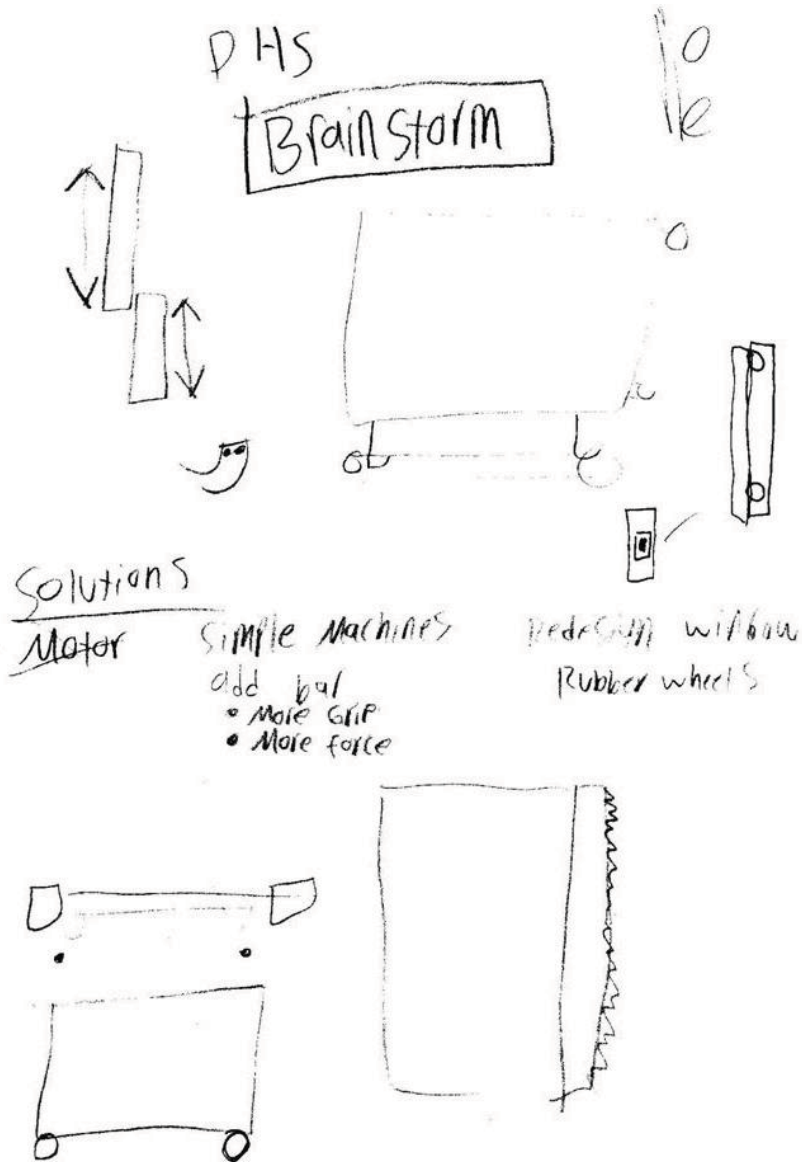 DHS
Brainstorm
Solutions
Motor
Simple Machines
add bar
• More Grip
• More force
Redesign window
Rubber wheels